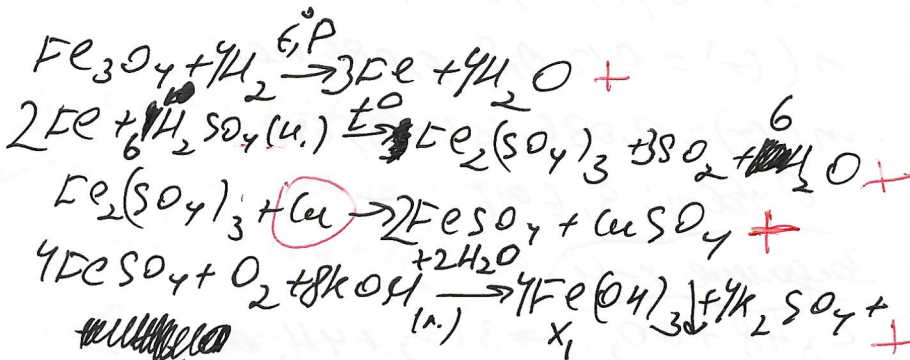 t°, P
Fe₃O₄ + 4H₂ → 3Fe + 4H₂O +
2Fe + 6H₂SO₄(к.) t°→ Fe₂(SO₄)₃ + 3SO₂ + 6H₂O +
Fe₂(SO₄)₃ + Cu → 2FeSO₄ + CuSO₄ +
4FeSO₄ + O₂ + 8KOH +2H₂O→ 4Fe(OH)₃↓ + 4K₂SO₄ +
(к.) X₁